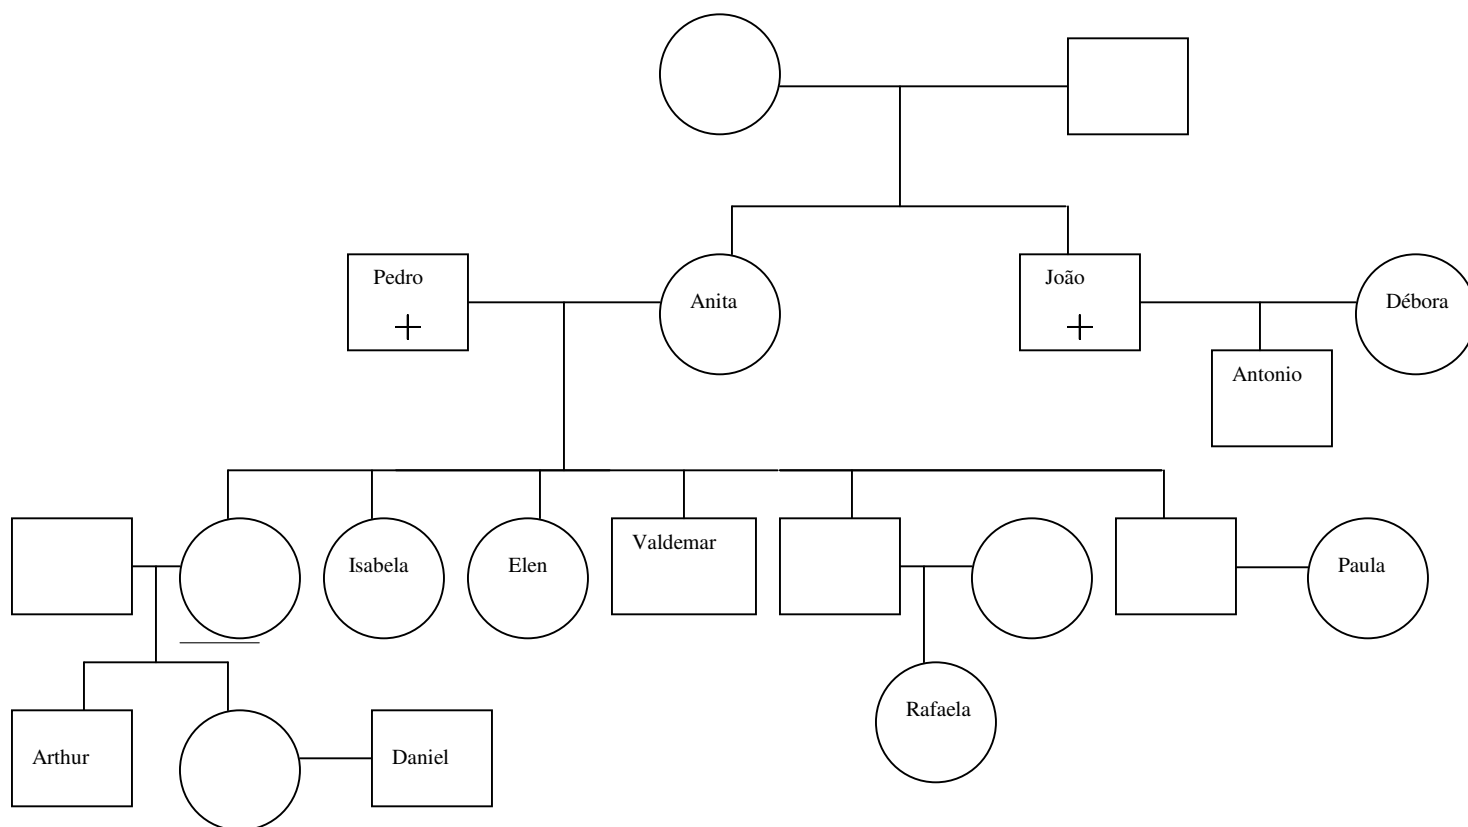 Pedro
Anita
João
Débora
Antonio
Isabela
Elen
Valdemar
Paula
Rafaela
Arthur
Daniel